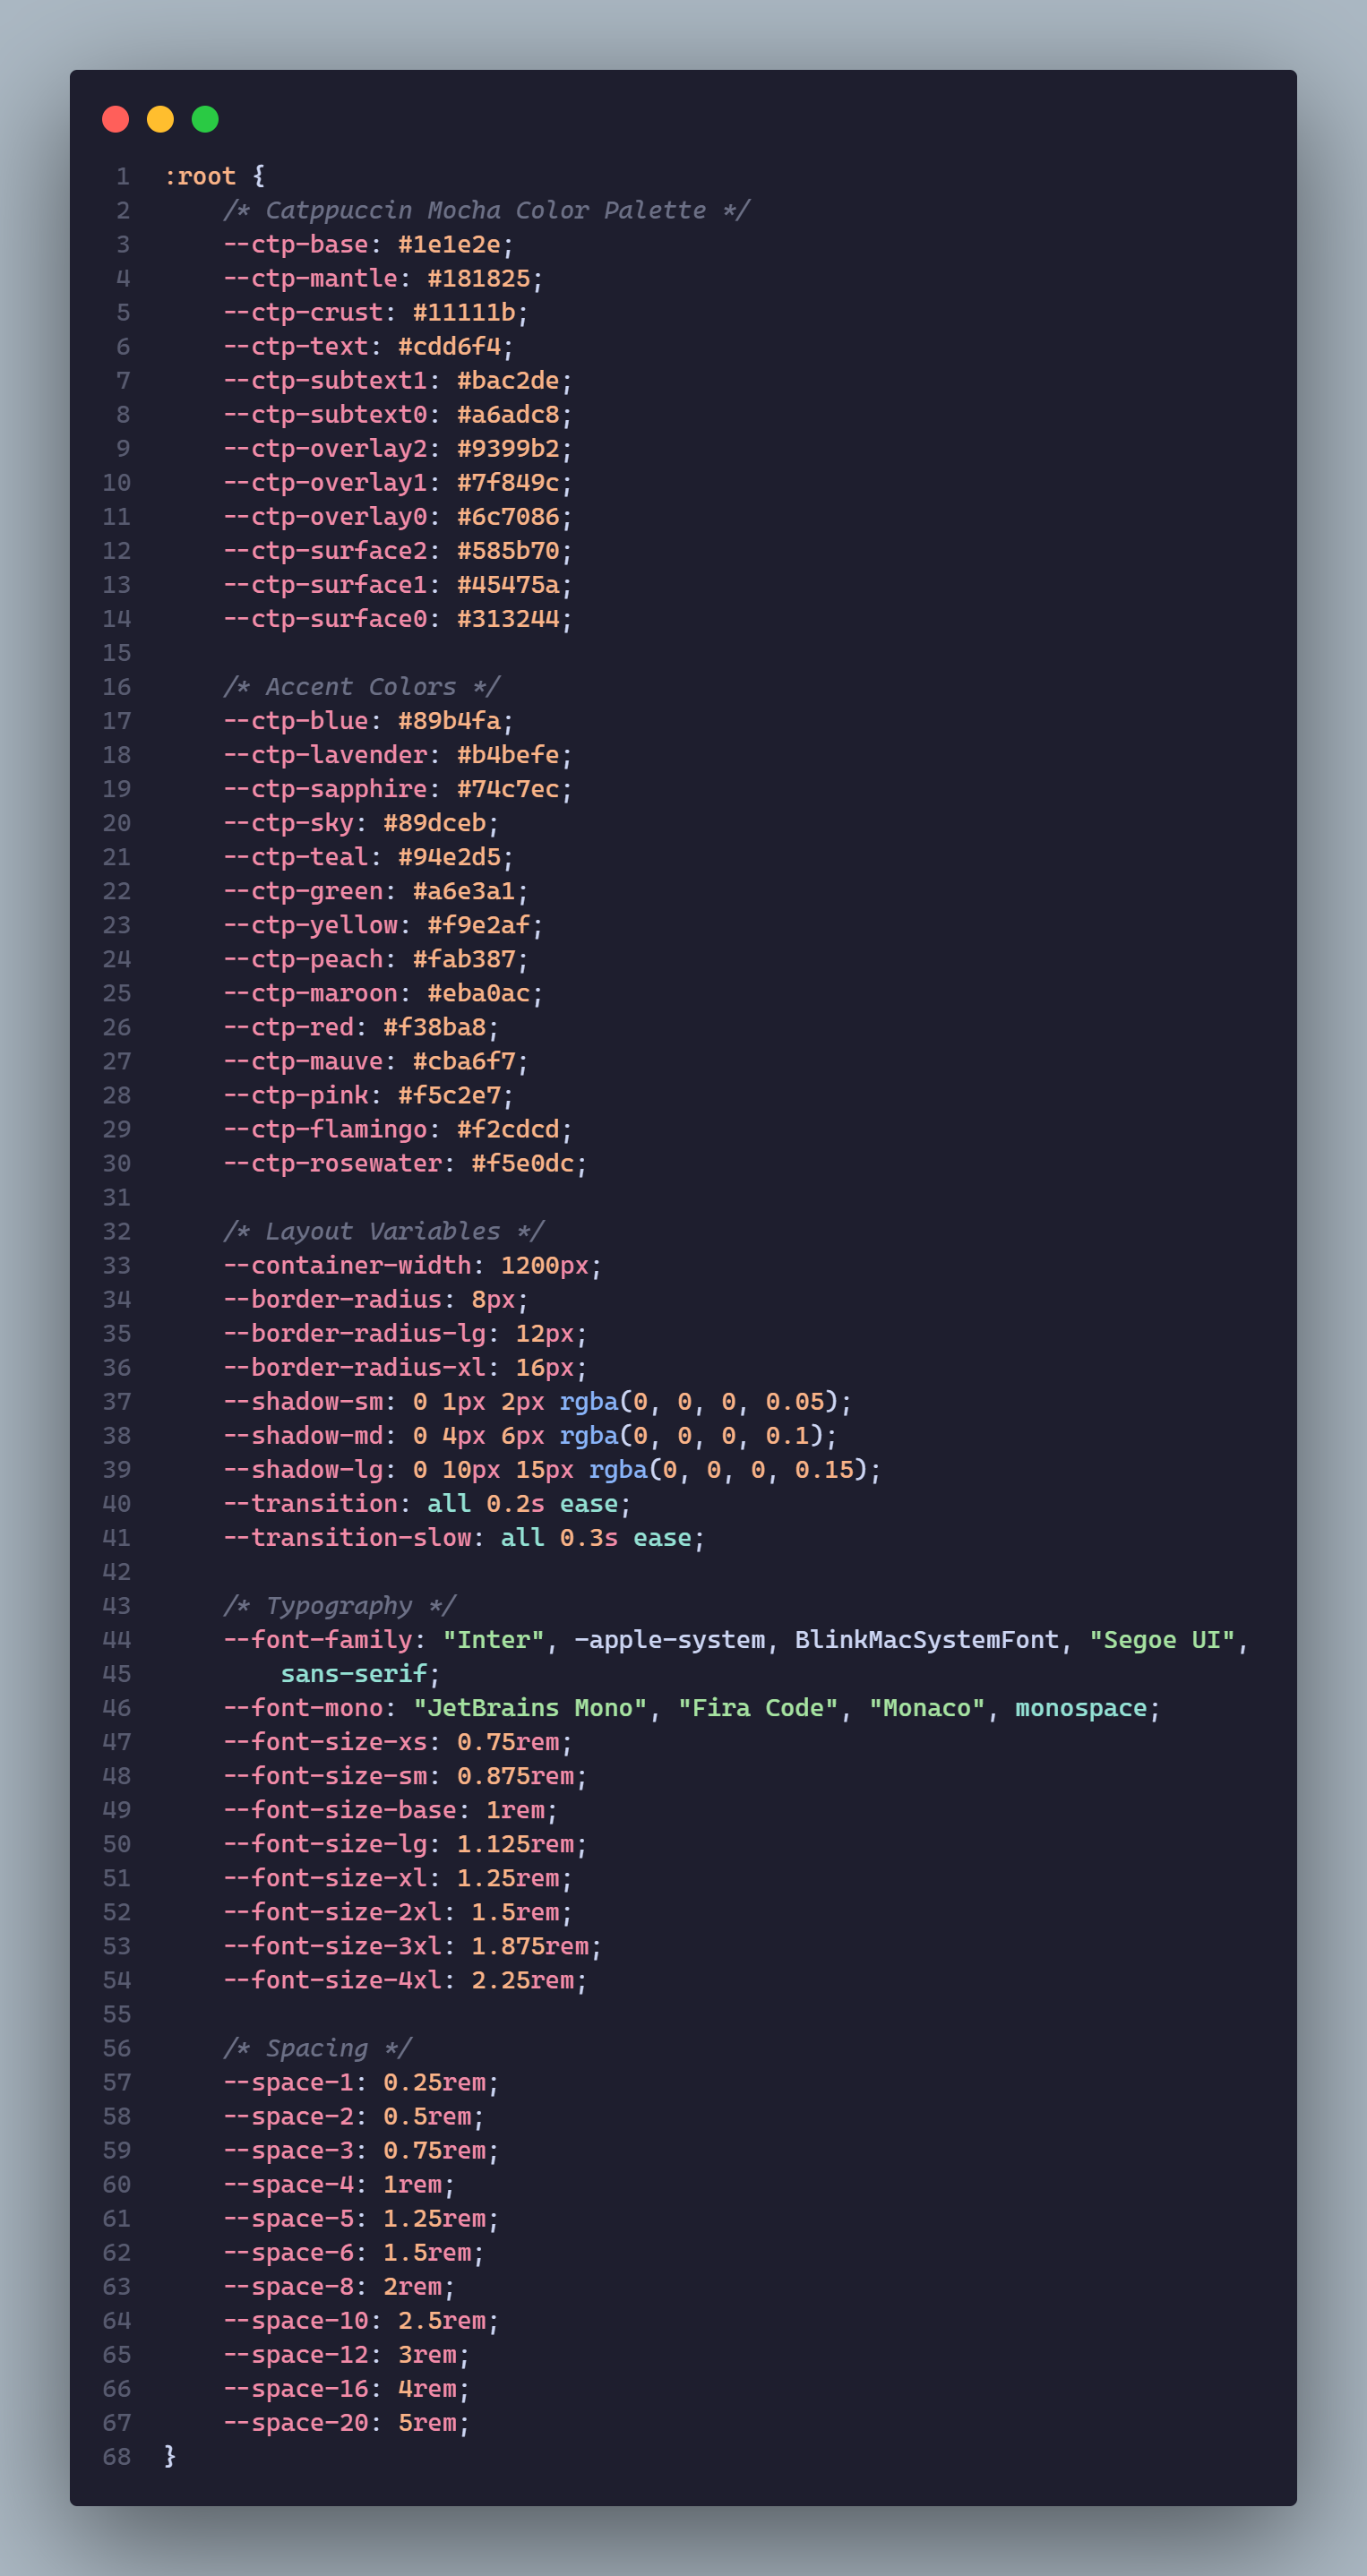 1 :root {
2     /* Catppuccin Mocha Color Palette */
3     --ctp-base: #1e1e2e;
4     --ctp-mantle: #181825;
5     --ctp-crust: #11111b;
6     --ctp-text: #cdd6f4;
7     --ctp-subtext1: #bac2de;
8     --ctp-subtext0: #a6adc8;
9     --ctp-overlay2: #9399b2;
10     --ctp-overlay1: #7f849c;
11     --ctp-overlay0: #6c7086;
12     --ctp-surface2: #585b70;
13     --ctp-surface1: #45475a;
14     --ctp-surface0: #313244;
15
16     /* Accent Colors */
17     --ctp-blue: #89b4fa;
18     --ctp-lavender: #b4befe;
19     --ctp-sapphire: #74c7ec;
20     --ctp-sky: #89dceb;
21     --ctp-teal: #94e2d5;
22     --ctp-green: #a6e3a1;
23     --ctp-yellow: #f9e2af;
24     --ctp-peach: #fab387;
25     --ctp-maroon: #eba0ac;
26     --ctp-red: #f38ba8;
27     --ctp-mauve: #cba6f7;
28     --ctp-pink: #f5c2e7;
29     --ctp-flamingo: #f2cdcd;
30     --ctp-rosewater: #f5e0dc;
31
32     /* Layout Variables */
33     --container-width: 1200px;
34     --border-radius: 8px;
35     --border-radius-lg: 12px;
36     --border-radius-xl: 16px;
37     --shadow-sm: 0 1px 2px rgba(0, 0, 0, 0.05);
38     --shadow-md: 0 4px 6px rgba(0, 0, 0, 0.1);
39     --shadow-lg: 0 10px 15px rgba(0, 0, 0, 0.15);
40     --transition: all 0.2s ease;
41     --transition-slow: all 0.3s ease;
42
43     /* Typography */
44     --font-family: "Inter", -apple-system, BlinkMacSystemFont, "Segoe UI",
45         sans-serif;
46     --font-mono: "JetBrains Mono", "Fira Code", "Monaco", monospace;
47     --font-size-xs: 0.75rem;
48     --font-size-sm: 0.875rem;
49     --font-size-base: 1rem;
50     --font-size-lg: 1.125rem;
51     --font-size-xl: 1.25rem;
52     --font-size-2xl: 1.5rem;
53     --font-size-3xl: 1.875rem;
54     --font-size-4xl: 2.25rem;
55
56     /* Spacing */
57     --space-1: 0.25rem;
58     --space-2: 0.5rem;
59     --space-3: 0.75rem;
60     --space-4: 1rem;
61     --space-5: 1.25rem;
62     --space-6: 1.5rem;
63     --space-8: 2rem;
64     --space-10: 2.5rem;
65     --space-12: 3rem;
66     --space-16: 4rem;
67     --space-20: 5rem;
68 }